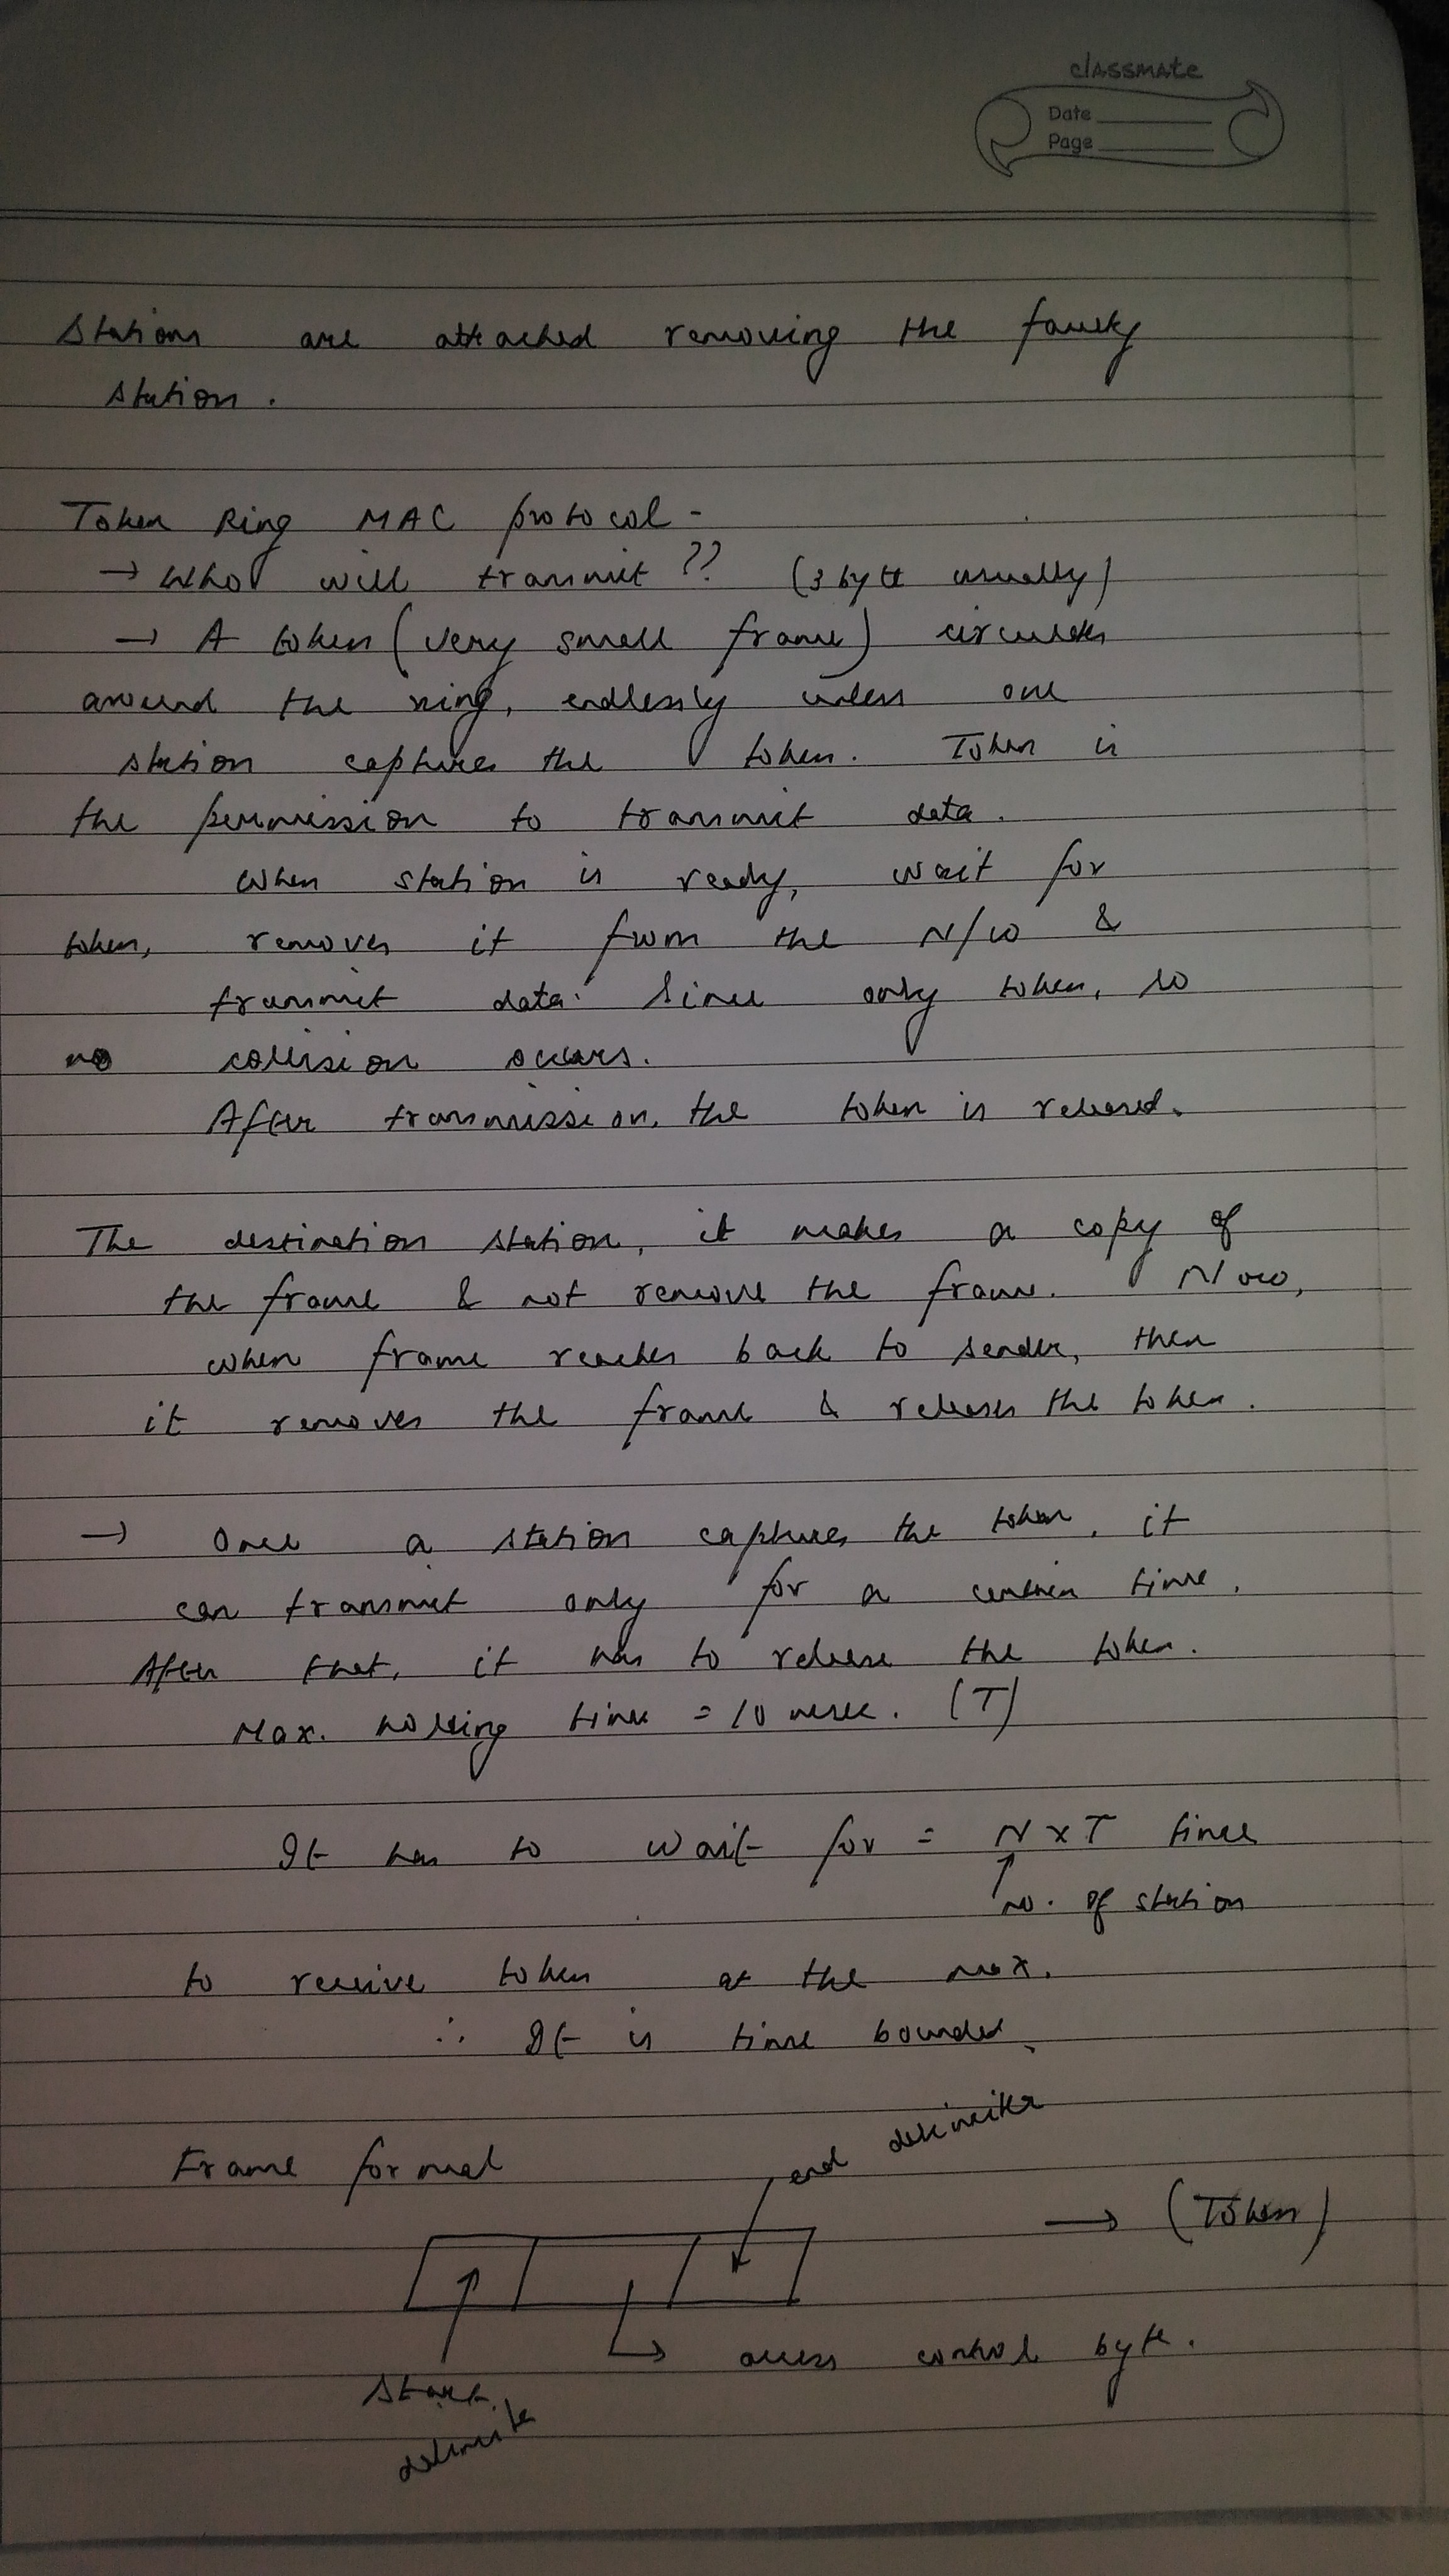 classmate
Date
Page
Stations are attached removing the faulty
station.
Token Ring MAC protocol -
→ Who will transmit ?? (3 byte usually)
→ A token (very small frame) circulates
around the ring, endlessly unless one
station captures the token. Token is
the permission to transmit data.
When station is ready, wait for
token, removes it from the N/W &
transmit data. Since only token, so
no collision occurs.
After transmission, the token is released.
The destination station, it makes a copy of
the frame & not remove the frame. Now,
when frame reaches back to sender, then
it removes the frame & releases the token.
→ Once a station captures the token, it
can transmit only for a certain time.
After that, it has to release the token.
Max. holding time = 10 msec. (T)
It has to wait for = N x T times
↑
no. of station
to receive token at the max.
∴ It is time bounded.
Frame format
end delimiter
→ (Token)
→ access control byte.
Start
delimite